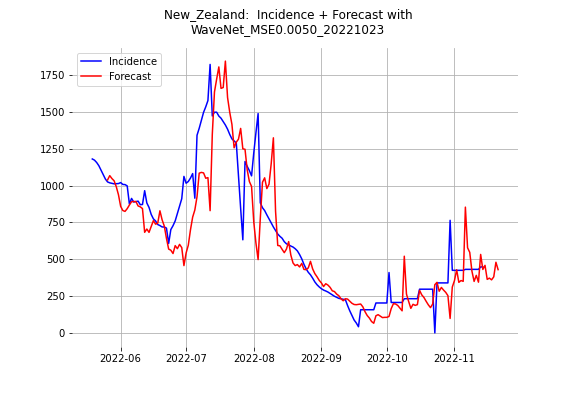 New_Zealand:  Incidence + Forecast with
WaveNet_MSE0.0050_20221023
Incidence
Forecast
1750
1500
1250
1000
750
500
250
0
2022-06 2022-07 2022-08 2022-09 2022-10 2022-11